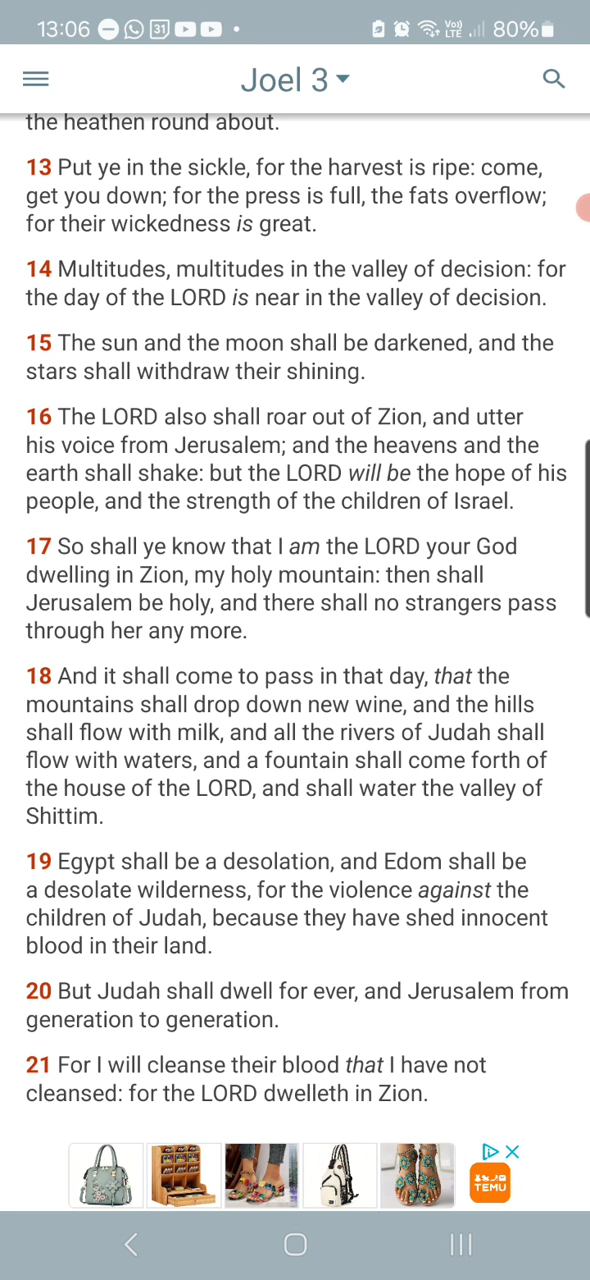 13:06
31
Vo))
LTE
80%
Joel 3
the heathen round about.
13 Put ye in the sickle, for the harvest is ripe: come,
get you down; for the press is full, the fats overflow;
for their wickedness is great.
14 Multitudes, multitudes in the valley of decision: for
the day of the LORD is near in the valley of decision.
15 The sun and the moon shall be darkened, and the
stars shall withdraw their shining.
16 The LORD also shall roar out of Zion, and utter
his voice from Jerusalem; and the heavens and the
earth shall shake: but the LORD will be the hope of his
people, and the strength of the children of Israel.
17 So shall ye know that I am the LORD your God
dwelling in Zion, my holy mountain: then shall
Jerusalem be holy, and there shall no strangers pass
through her any more.
18 And it shall come to pass in that day, that the
mountains shall drop down new wine, and the hills
shall flow with milk, and all the rivers of Judah shall
flow with waters, and a fountain shall come forth of
the house of the LORD, and shall water the valley of
Shittim.
19 Egypt shall be a desolation, and Edom shall be
a desolate wilderness, for the violence against the
children of Judah, because they have shed innocent
blood in their land.
20 But Judah shall dwell for ever, and Jerusalem from
generation to generation.
21 For I will cleanse their blood that I have not
cleansed: for the LORD dwelleth in Zion.
TEMU